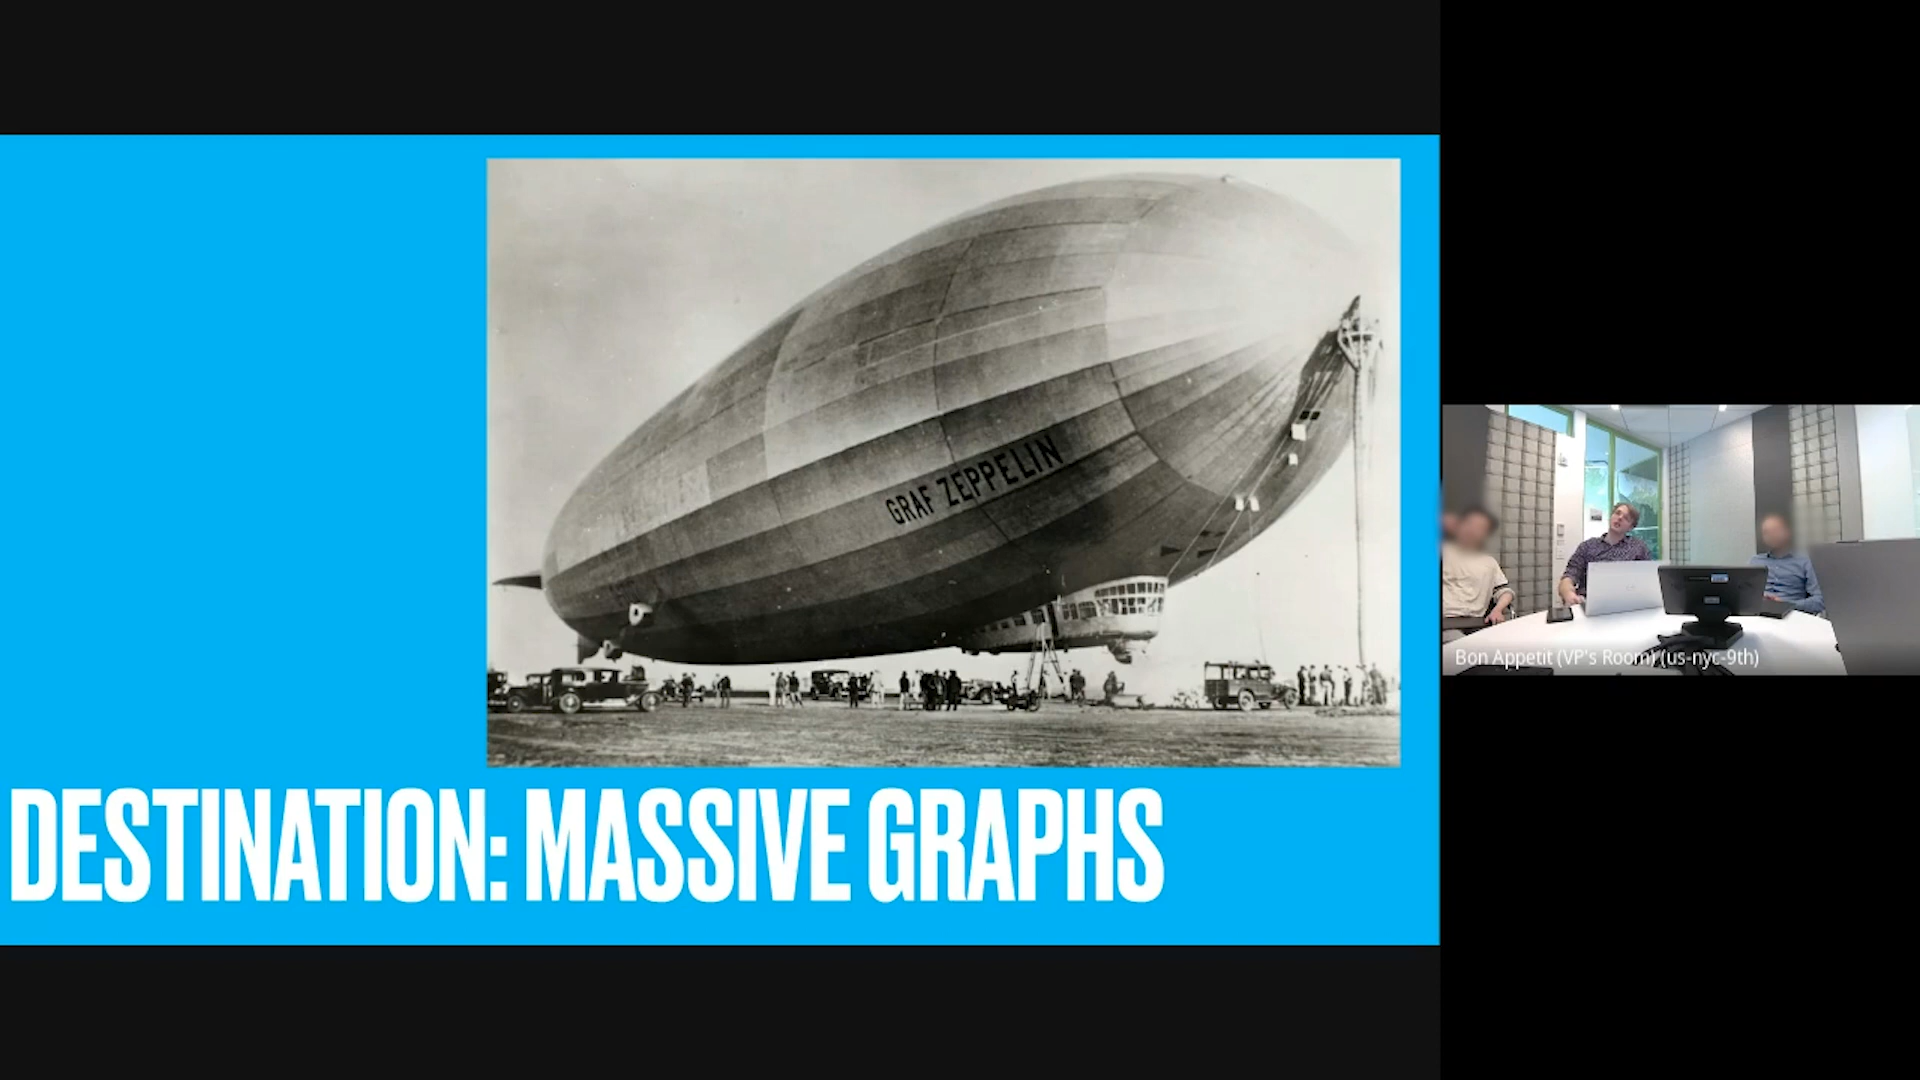 GRAF ZEPPELIN
DESTINATION: MASSIVE GRAPHS
Bon Appetit (VP's Room) (us-nyc-9th)